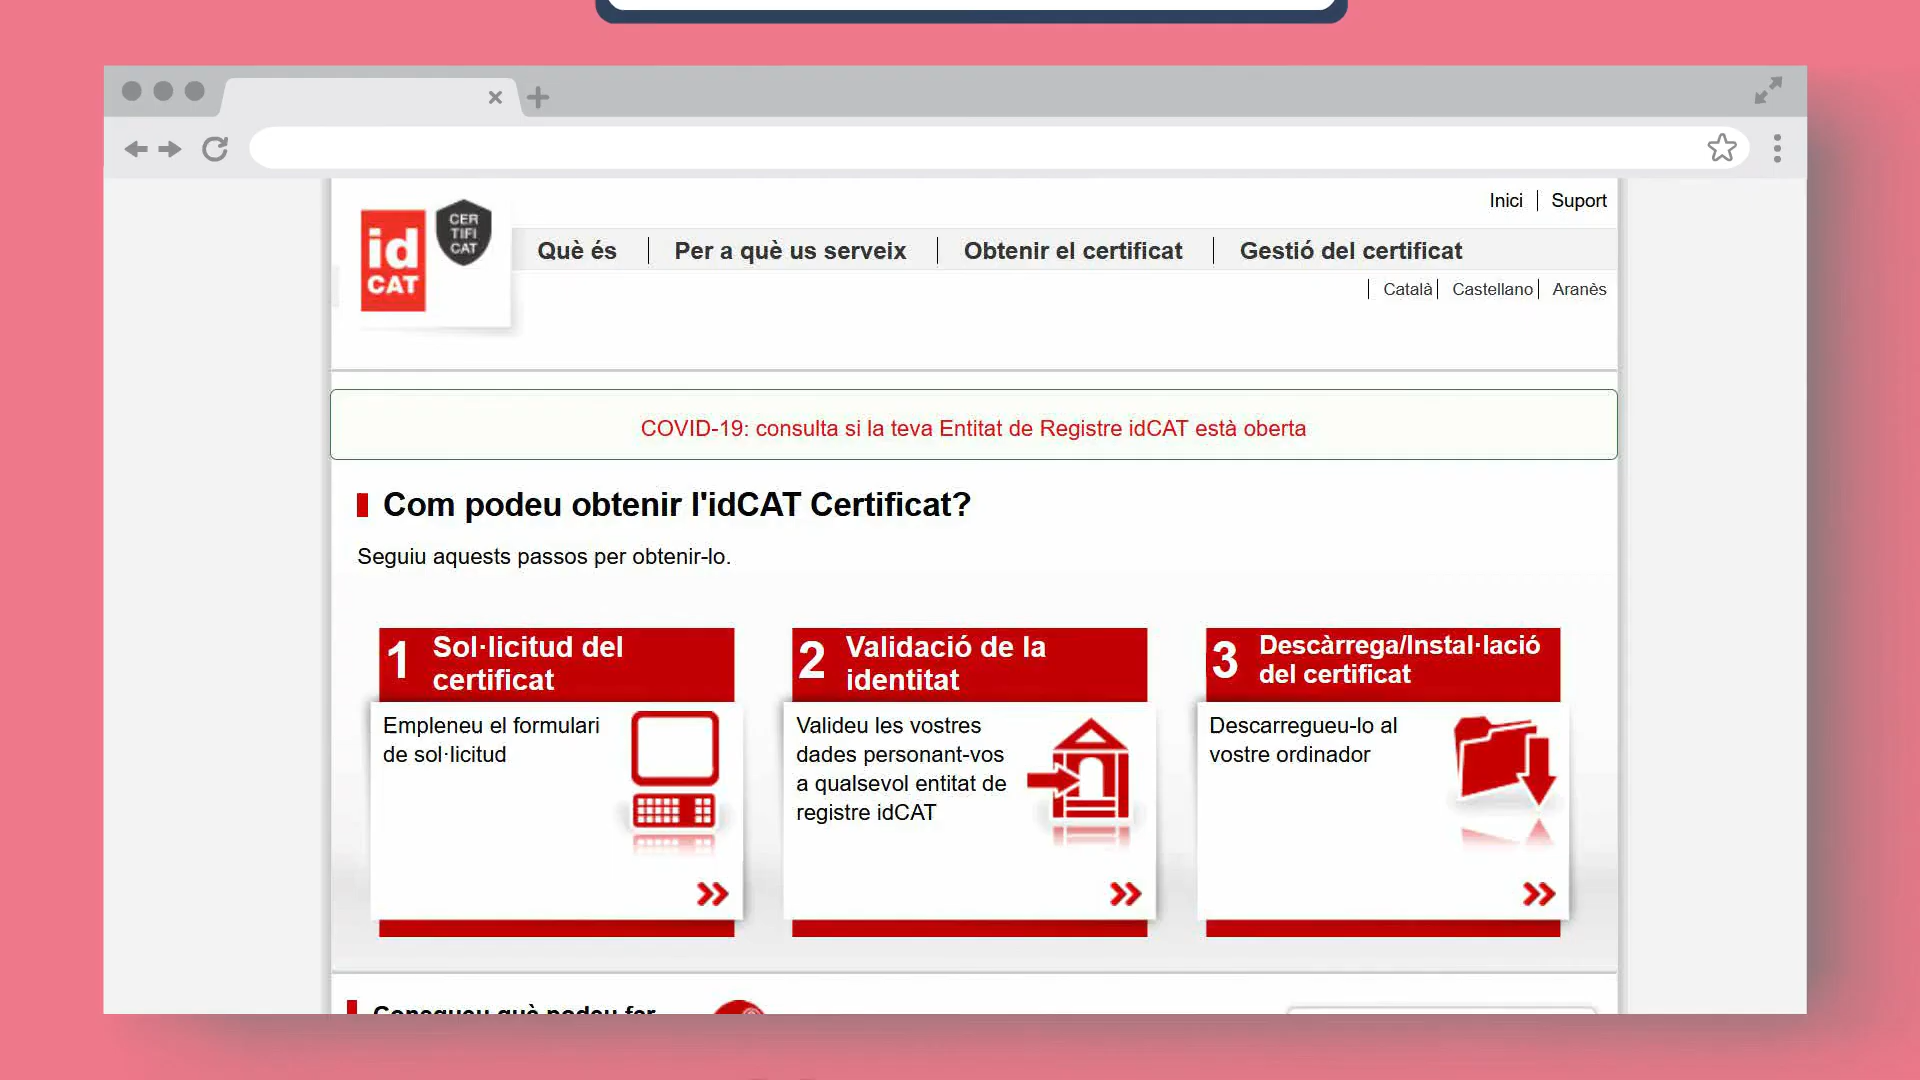 Inici
Suport
id
CAT
CER
TIFI
CAT
Què és
Per a què us serveix
Obtenir el certificat
Gestió del certificat
Català
Castellano
Aranès
COVID-19: consulta si la teva Entitat de Registre idCAT està oberta
Com podeu obtenir l'idCAT Certificat?
Seguiu aquests passos per obtenir-lo.
1
Sol·licitud del
certificat
Empleneu el formulari
de sol·licitud
2
Validació de la
identitat
Valideu les vostres
dades personant-vos
a qualsevol entitat de
registre idCAT
3
Descàrrega/Instal·lació
del certificat
Descarregueu-lo al
vostre ordinador
Conegueu què podeu fer